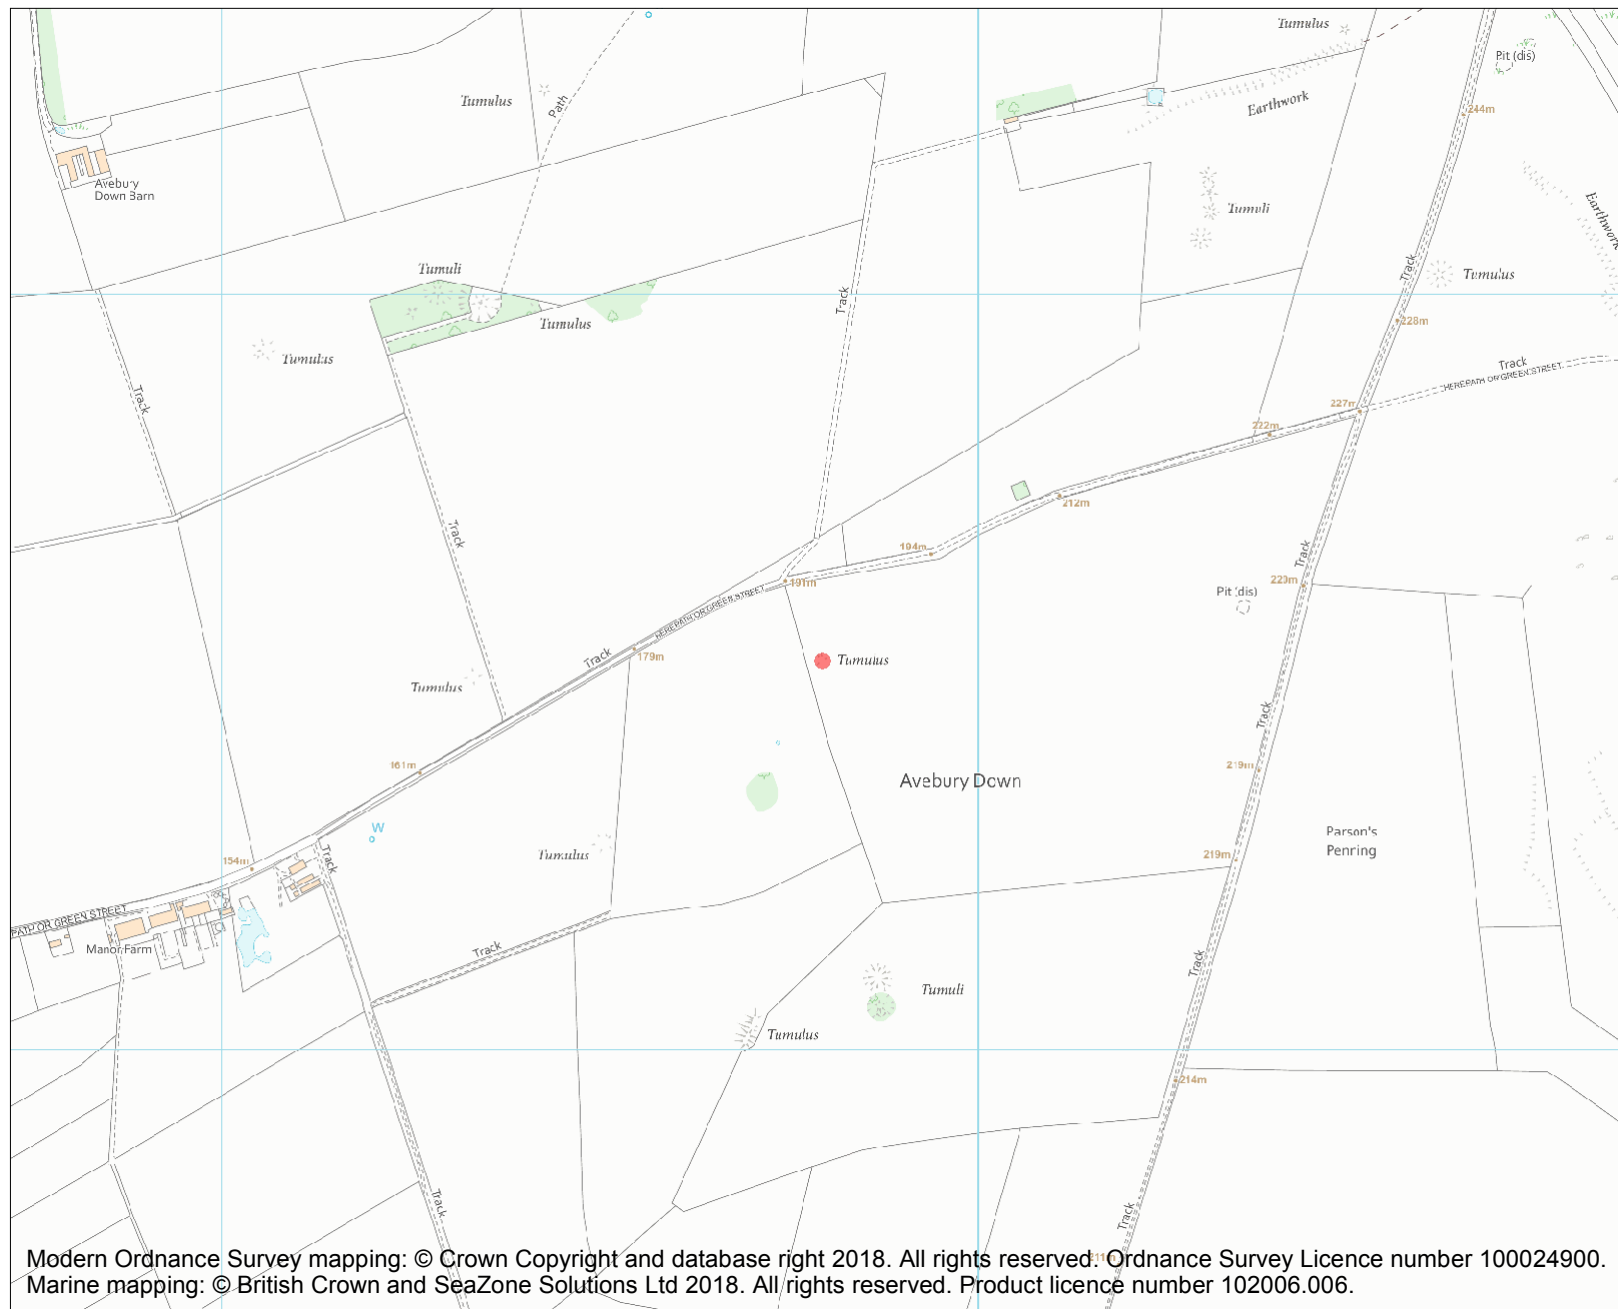 Tumulus
Pit (dis)
Tumulus
Path
Earthwork
244m
Avebury
Down Barn
Tumuli
Earthwork
Tumuli
Track
Tumulus
Track
Tumulus
228m
Tumulus
Track
Track
HEREPATH OR GREEN STREET
227m
222m
212m
Track
194m
Track
191m
223m
Pit (dis)
HEREPATH OR GREEN STREET
Track
179m
Tumulus
Tumulus
Track
161m
219m
Avebury Down
W
Parson's
Penring
154m
Track
Tumulus
219m
PATH OR GREEN STREET
Manor Farm
Track
Track
Tumuli
Tumulus
214m
Track
Track
211m
Modern Ordnance Survey mapping: © Crown Copyright and database right 2018. All rights reserved. Ordnance Survey Licence number 100024900.
Marine mapping: © British Crown and SeaZone Solutions Ltd 2018. All rights reserved. Product licence number 102006.006.